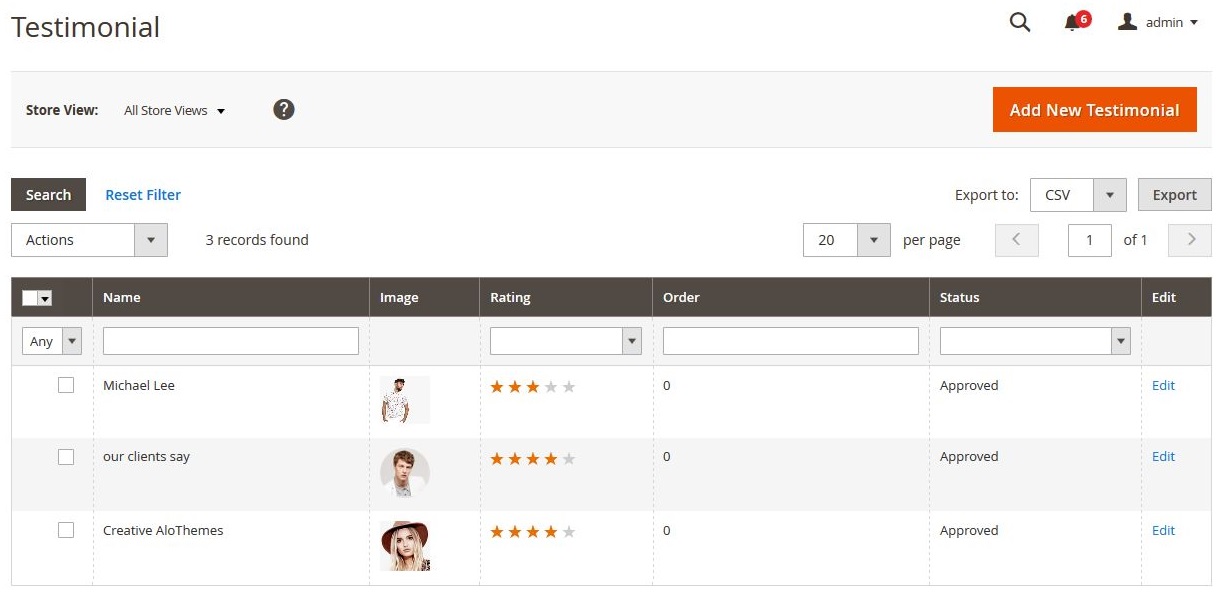 Testimonial
6
admin
Store View: All Store Views ?
Add New Testimonial
Search Reset Filter Export to: CSV Export
Actions 3 records found 20 per page 1 of 1
Name Image Rating Order Status Edit
Any
Michael Lee 0 Approved Edit
our clients say 0 Approved Edit
Creative AloThemes 0 Approved Edit